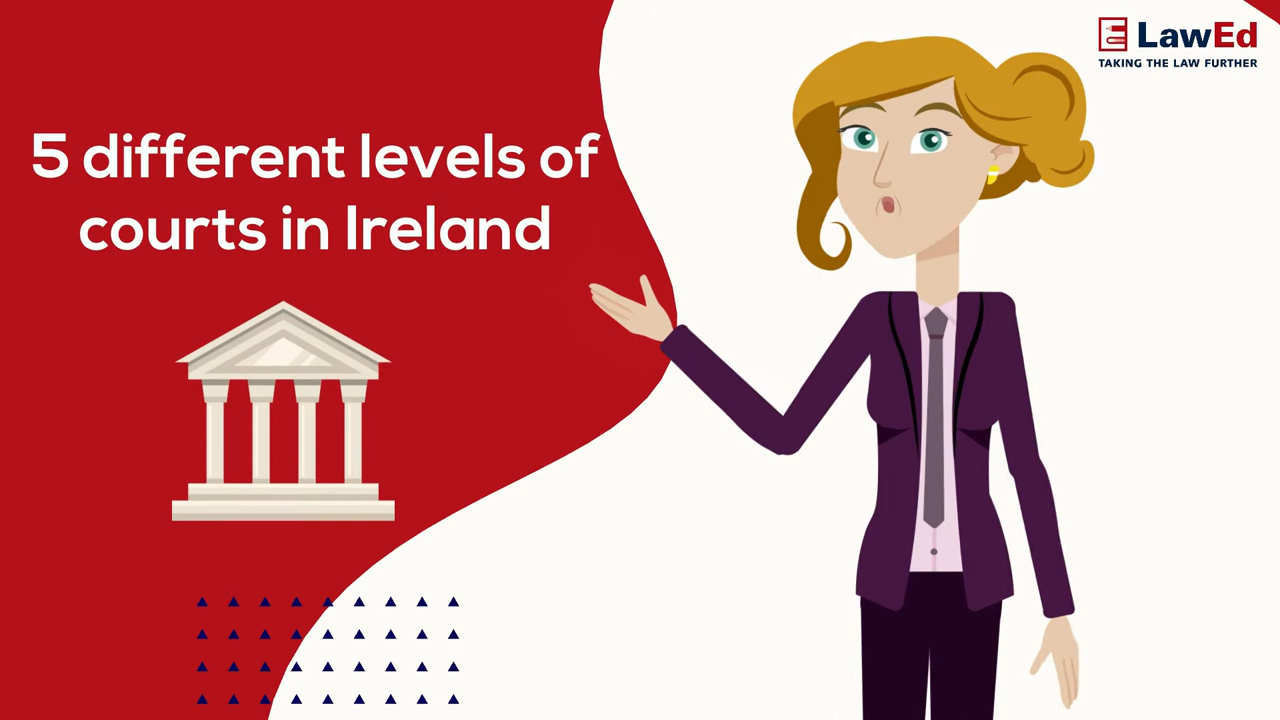 LawEd
TAKING THE LAW FURTHER
5 different levels of
courts in Ireland